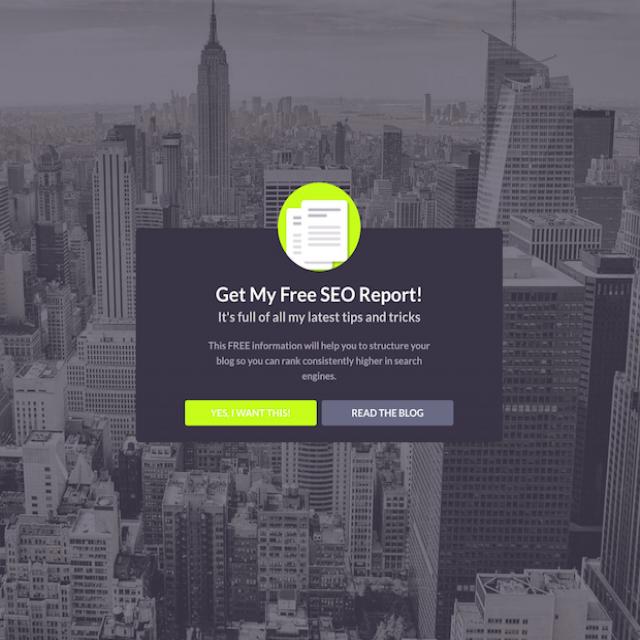 Get My Free SEO Report!
It's full of all my latest tips and tricks
This FREE information will help you to structure your
blog so you can rank consistently higher in search
engines.
YES, I WANT THIS!
READ THE BLOG